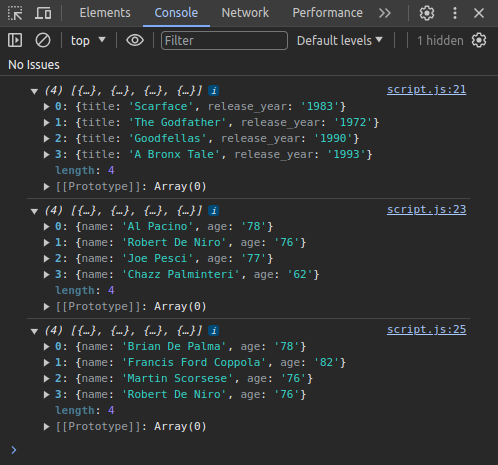 Elements Console Network Performance
top Filter Default levels 1 hidden
No Issues
(4) [{…}, {…}, {…}, {…}] i script.js:21
0: {title: 'Scarface', release_year: '1983'}
1: {title: 'The Godfather', release_year: '1972'}
2: {title: 'Goodfellas', release_year: '1990'}
3: {title: 'A Bronx Tale', release_year: '1993'}
length: 4
[[Prototype]]: Array(0)
(4) [{…}, {…}, {…}, {…}] i script.js:23
0: {name: 'Al Pacino', age: '78'}
1: {name: 'Robert De Niro', age: '76'}
2: {name: 'Joe Pesci', age: '77'}
3: {name: 'Chazz Palminteri', age: '62'}
length: 4
[[Prototype]]: Array(0)
(4) [{…}, {…}, {…}, {…}] i script.js:25
0: {name: 'Brian De Palma', age: '78'}
1: {name: 'Francis Ford Coppola', age: '82'}
2: {name: 'Martin Scorsese', age: '76'}
3: {name: 'Robert De Niro', age: '76'}
length: 4
[[Prototype]]: Array(0)